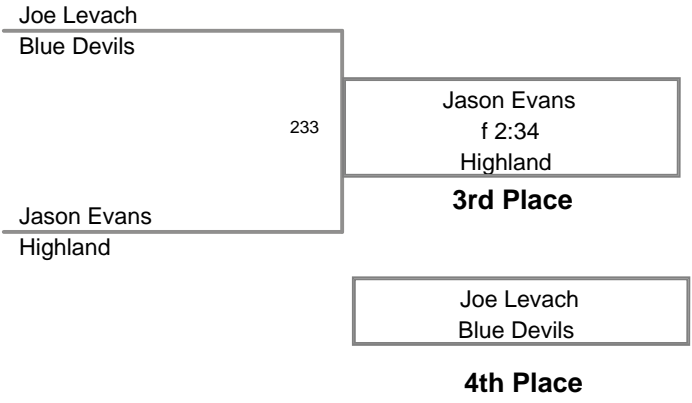 Joe Levach
Blue Devils
233
Jason Evans
f 2:34
Highland
3rd Place
Jason Evans
Highland
Joe Levach
Blue Devils
4th Place